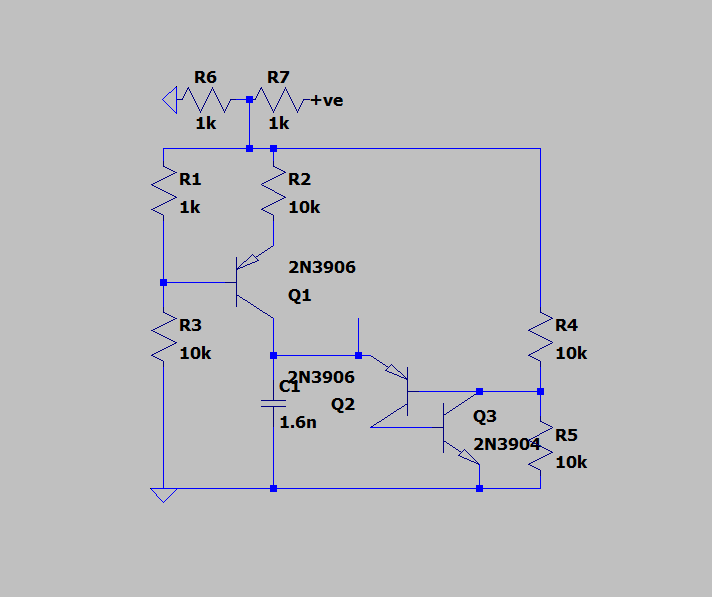 R6 R7
+ve
1k 1k
R1 R2
1k 10k
2N3906
Q1
R3 R4
10k 10k
2N3906
C1
Q2
Q3
1.6n
2N3904
R5
10k